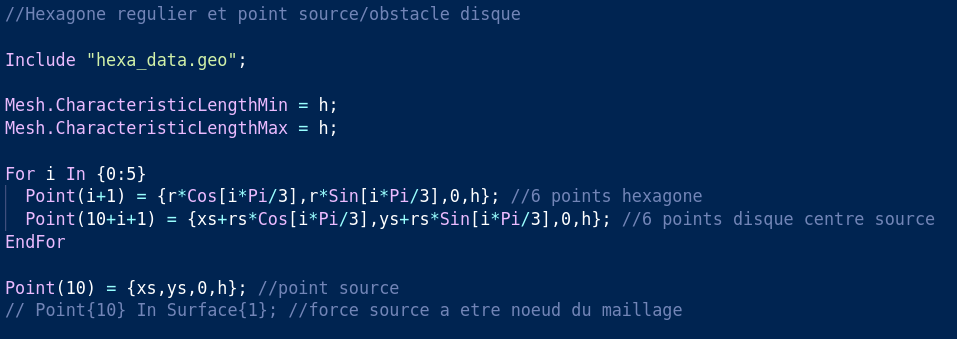 //Hexagone regulier et point source/obstacle disque
Include "hexa_data.geo";
Mesh.CharacteristicLengthMin = h;
Mesh.CharacteristicLengthMax = h;
For i In {0:5}
Point(i+1) = {r*Cos[i*Pi/3],r*Sin[i*Pi/3],0,h}; //6 points hexagone
Point(10+i+1) = {xs+rs*Cos[i*Pi/3],ys+rs*Sin[i*Pi/3],0,h}; //6 points disque centre source
EndFor
Point(10) = {xs,ys,0,h}; //point source
// Point{10} In Surface{1}; //force source a etre noeud du maillage